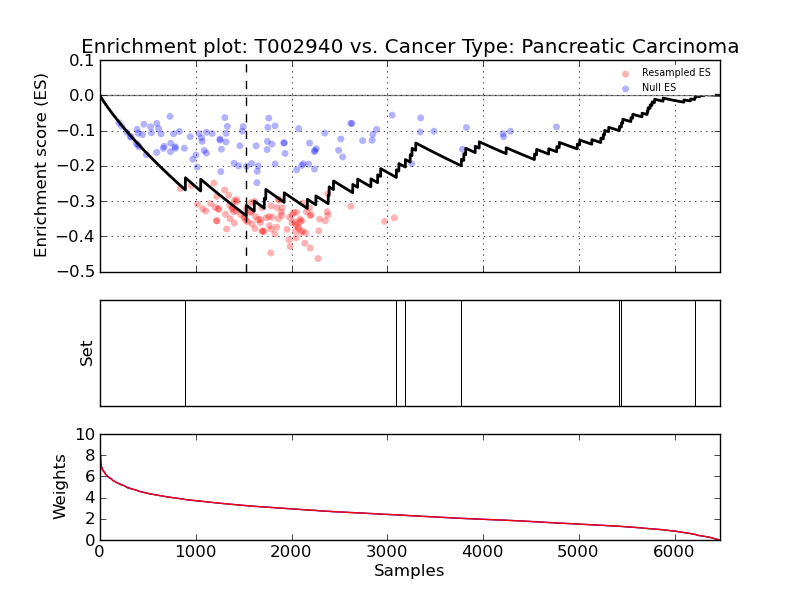 Enrichment plot: T002940 vs. Cancer Type: Pancreatic Carcinoma
Enrichment score (ES)
0.1
0.0
−0.1
−0.2
−0.3
−0.4
−0.5
Resampled ES
Null ES
Set
Weights
10
8
6
4
2
0
0 1000 2000 3000 4000 5000 6000
Samples